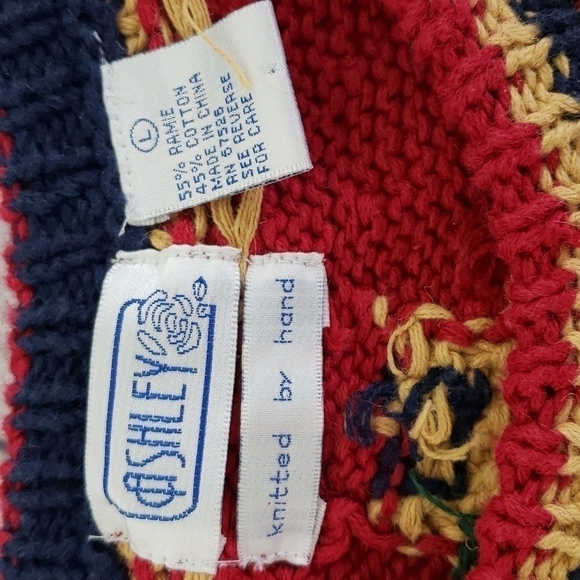 L
55% RAMIE
45% COTTON
MADE IN CHINA
RN 67526
SEE REVERSE
FOR CARE
ASHLEY
knitted by hand